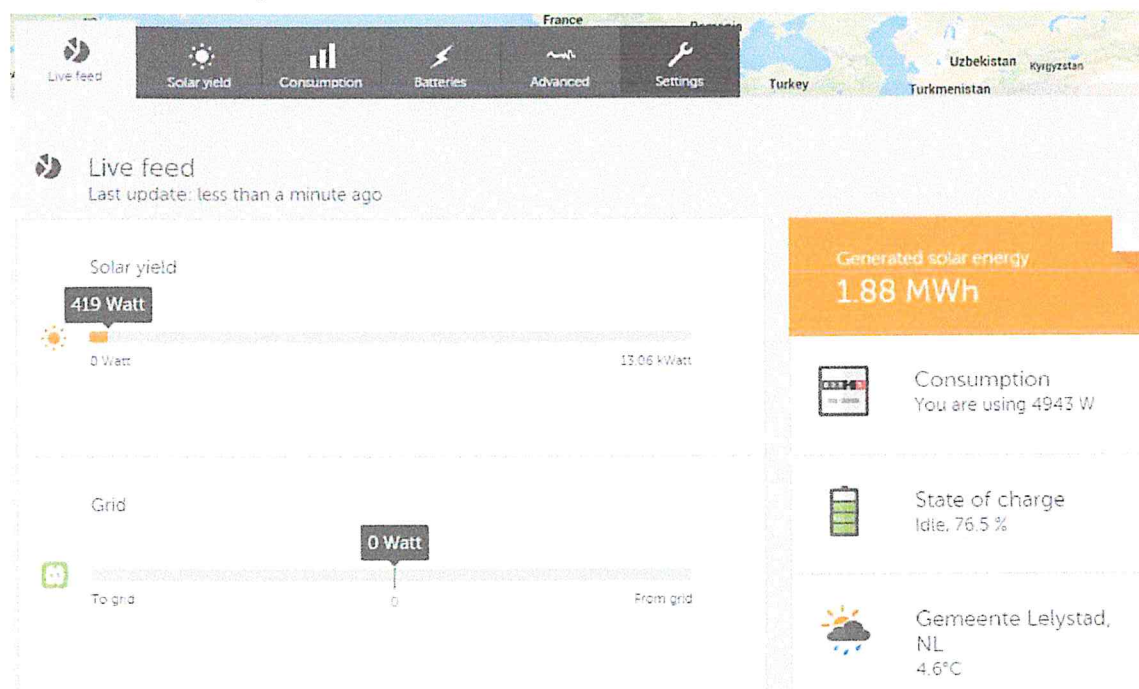 France
Romania
Uzbekistan
Kyrgyzstan
Turkey
Turkmenistan
Live feed
Solar yield
Consumption
Batteries
Advanced
Settings
Live feed
Last update: less than a minute ago
Solar yield
419 Watt
0 Watt
13.06 kWatt
Grid
0 Watt
To grid
0
From grid
Generated solar energy
1.88 MWh
Consumption
You are using 4943 W
State of charge
Idle, 76.5 %
Gemeente Lelystad,
NL
4.6°C